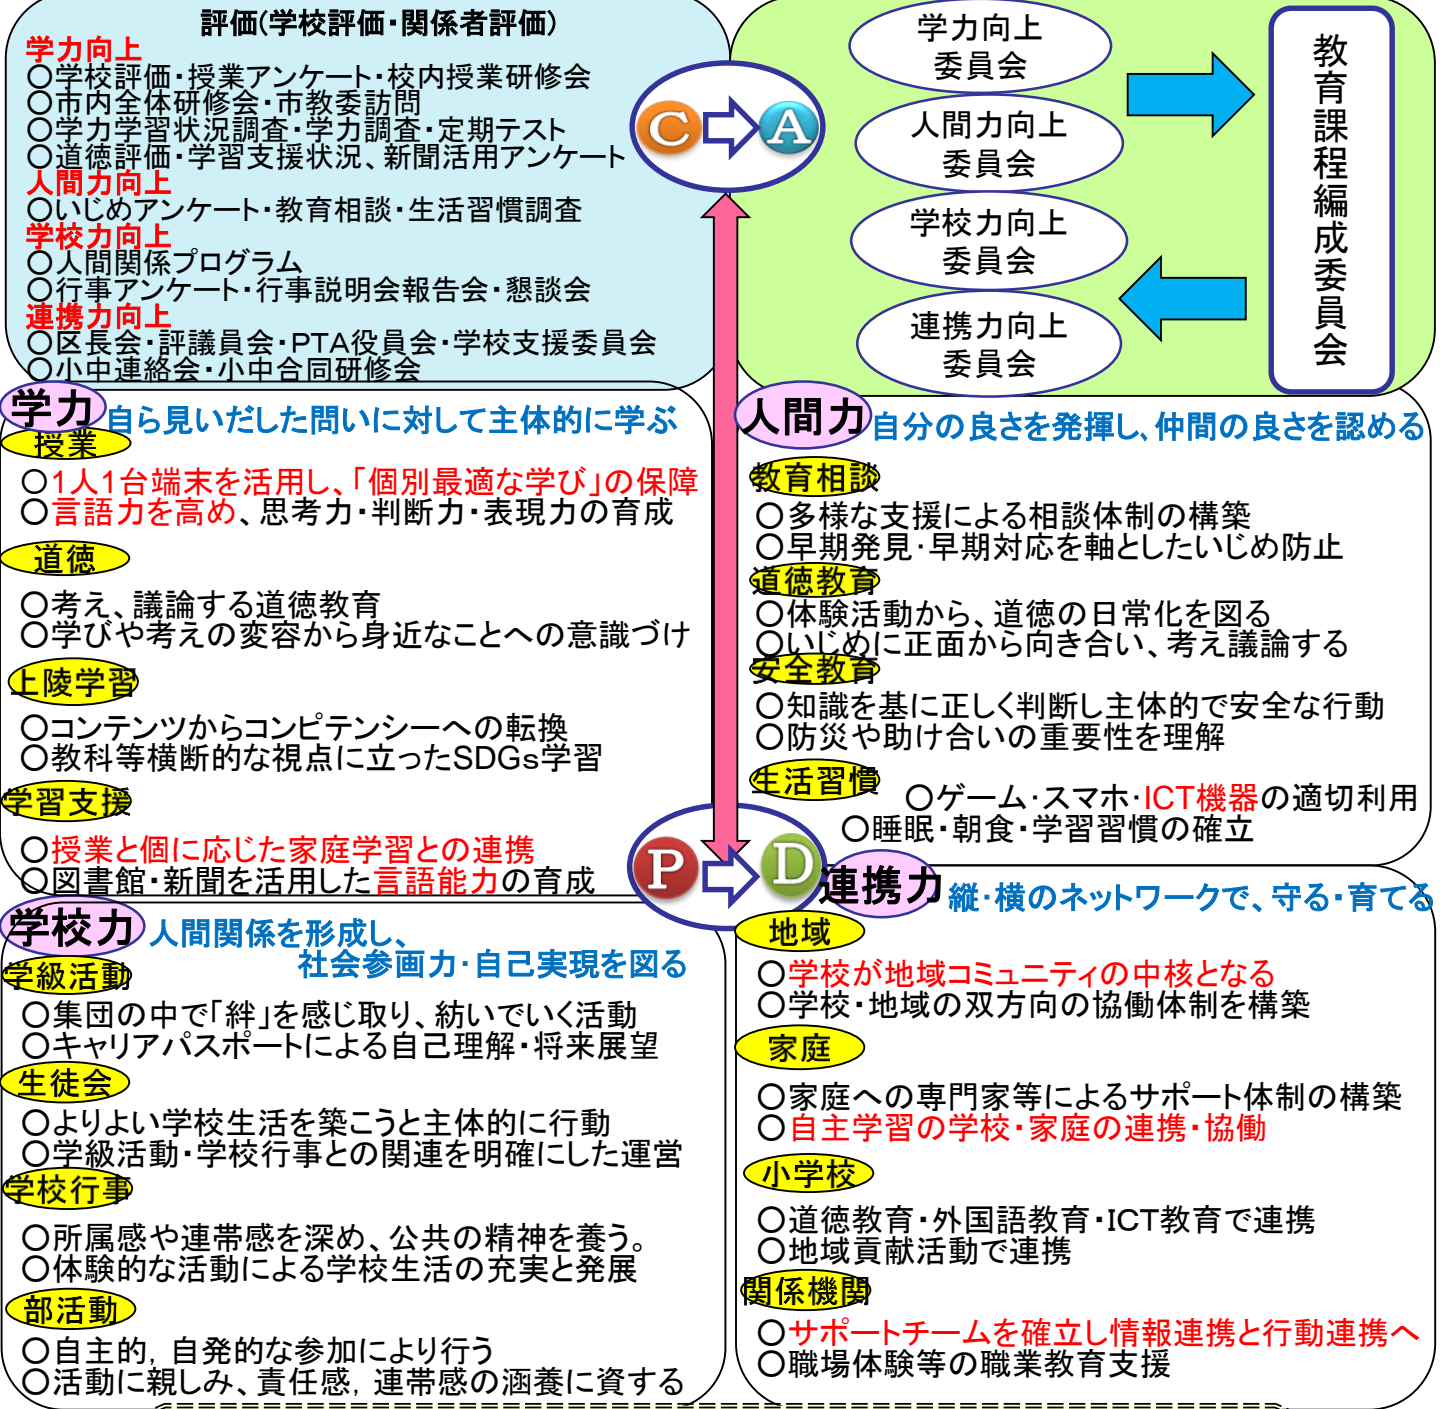 評価(学校評価・関係者評価)
学力向上
○学校評価・授業アンケート・校内授業研修会
○市内全体研修会・市教委訪問
○学力学習状況調査・学力調査・定期テスト
○道徳評価・学習支援状況、新聞活用アンケート
人間力向上
○いじめアンケート・教育相談・生活習慣調査
学校力向上
○人間関係プログラム
○行事アンケート・行事説明会報告会・懇談会
連携力向上
○区長会・評議員会・PTA役員会・学校支援委員会
○小中連絡会・小中合同研修会
C
A
学力向上
委員会
人間力向上
委員会
学校力向上
委員会
連携力向上
委員会
教育課程編成委員会
学力
自ら見いだした問いに対して主体的に学ぶ
授業
○1人1台端末を活用し、「個別最適な学び」の保障
○言語力を高め、思考力・判断力・表現力の育成
道徳
○考え、議論する道徳教育
○学びや考えの変容から身近なことへの意識づけ
上陵学習
○コンテンツからコンピテンシーへの転換
○教科等横断的な視点に立ったSDGs学習
学習支援
○授業と個に応じた家庭学習との連携
○図書館・新聞を活用した言語能力の育成
人間力
自分の良さを発揮し、仲間の良さを認める
教育相談
○多様な支援による相談体制の構築
○早期発見・早期対応を軸としたいじめ防止
道徳教育
○体験活動から、道徳の日常化を図る
○いじめに正面から向き合い、考え議論する
安全教育
○知識を基に正しく判断し主体的で安全な行動
○防災や助け合いの重要性を理解
生活習慣
○ゲーム・スマホ・ICT機器の適切利用
○睡眠・朝食・学習習慣の確立
P
D
学校力
人間関係を形成し、
社会参画力・自己実現を図る
学級活動
○集団の中で「絆」を感じ取り、紡いでいく活動
○キャリアパスポートによる自己理解・将来展望
生徒会
○よりよい学校生活を築こうと主体的に行動
○学級活動・学校行事との関連を明確にした運営
学校行事
○所属感や連帯感を深め、公共の精神を養う。
○体験的な活動による学校生活の充実と発展
部活動
○自主的，自発的な参加により行う
○活動に親しみ、責任感，連帯感の涵養に資する
連携力
縦・横のネットワークで、守る・育てる
地域
○学校が地域コミュニティの中核となる
○学校・地域の双方向の協働体制を構築
家庭
○家庭への専門家等によるサポート体制の構築
○自主学習の学校・家庭の連携・協働
小学校
○道徳教育・外国語教育・ICT教育で連携
○地域貢献活動で連携
関係機関
○サポートチームを確立し情報連携と行動連携へ
○職場体験等の職業教育支援